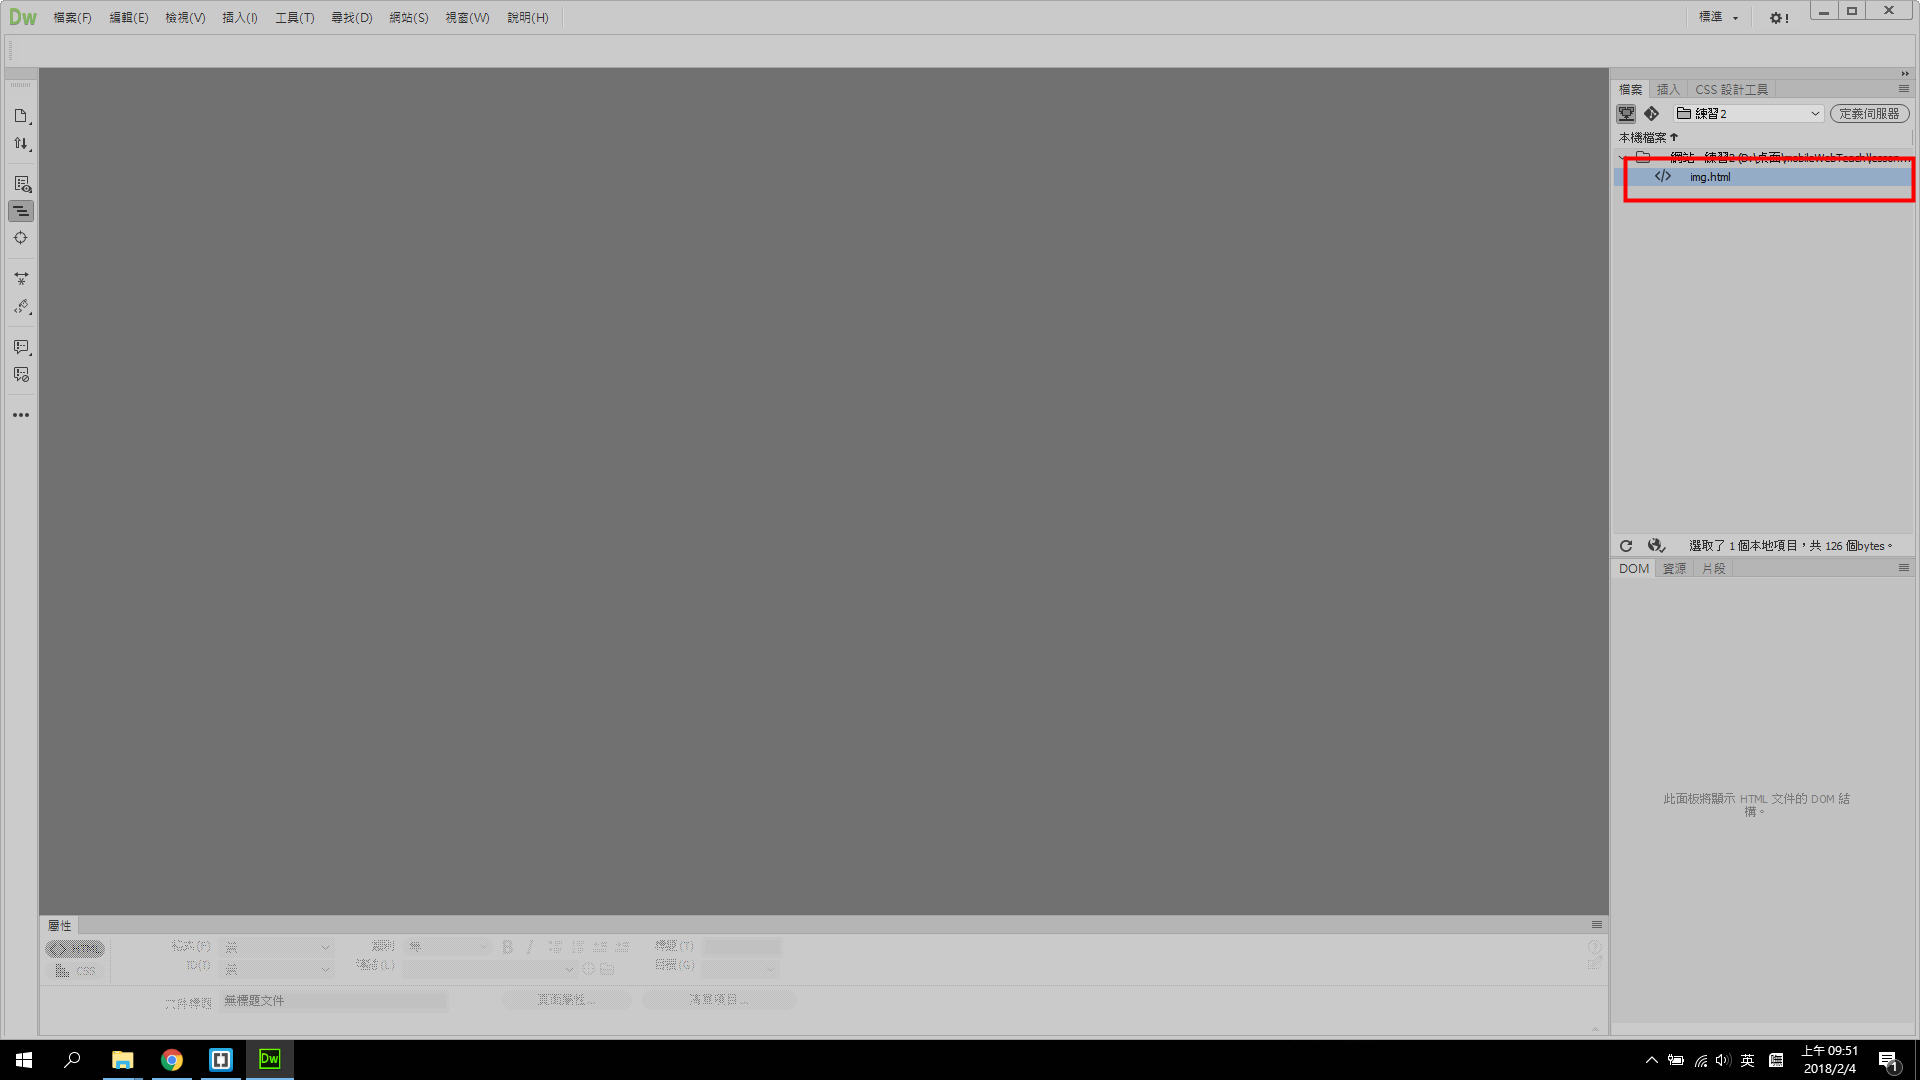 Dw 檔案(F) 編輯(E) 檢視(V) 插入(I) 工具(T) 尋找(D) 網站(S) 視窗(W) 說明(H) 標準
檔案 插入 CSS 設計工具
練習2 定義伺服器
本機檔案
網站 - 練習2 (D:\桌面\mobileWebTeach\lesson...
img.html
選取了 1 個本地項目，共 126 個bytes。
DOM 資源 片段
此面板將顯示 HTML 文件的 DOM 結
構。
屬性
HTML 格式(F) 無 類別 無 B I 標題(T)
CSS ID(I) 無 連結(L) 目標(G)
文件標題 無標題文件 頁面屬性... 清單項目...
Dw 英 上午 09:51
2018/2/4 1